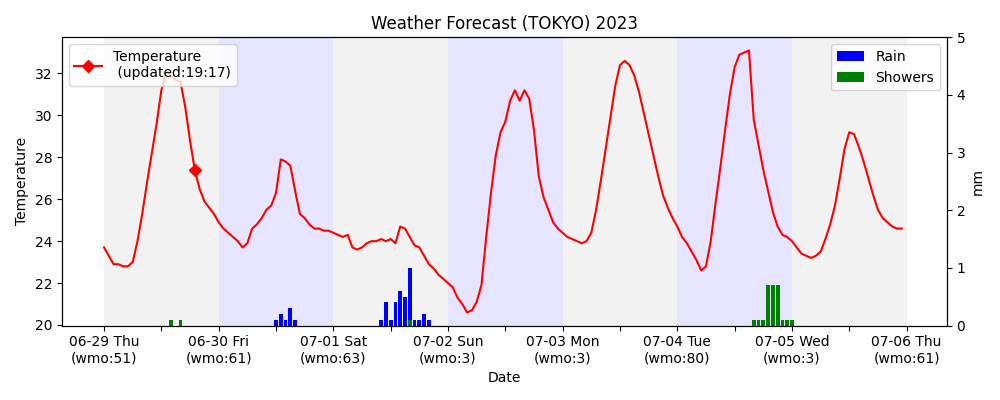 Weather Forecast (TOKYO) 2023
Temperature
(updated:19:17)
Rain
Showers
Temperature
32
30
28
26
24
22
20
5
4
3
2
1
0
mm
06-29 Thu 06-30 Fri 07-01 Sat 07-02 Sun 07-03 Mon 07-04 Tue 07-05 Wed 07-06 Thu
(wmo:51) (wmo:61) (wmo:63) (wmo:3) (wmo:3) (wmo:80) (wmo:3) (wmo:61)
Date